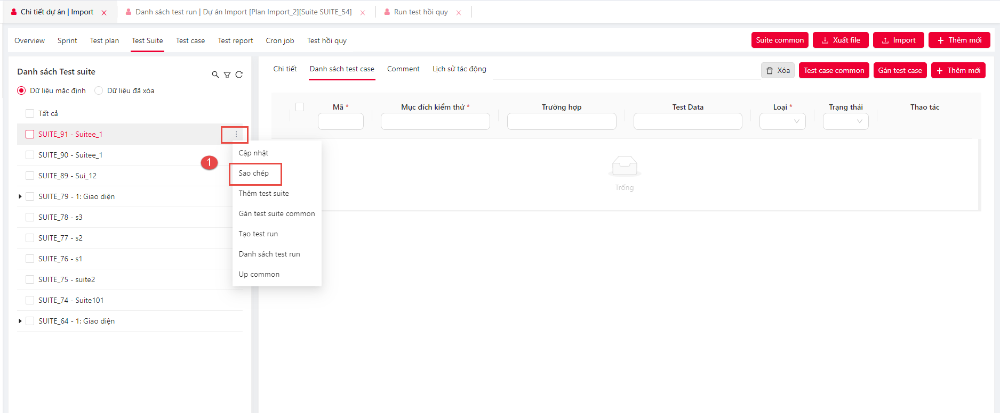 Chi tiết dự án | Import
Danh sách test run | Dự án Import [Plan Import_2][Suite SUITE_54]
Run test hồi quy
Overview
Sprint
Test plan
Test Suite
Test case
Test report
Cron job
Test hồi quy
Suite common
Xuất file
Import
Thêm mới
Danh sách Test suite
Dữ liệu mặc định
Dữ liệu đã xóa
Tất cả
SUITE_91 - Suitee_1
SUITE_90 - Suitee_1
SUITE_89 - Sui_12
SUITE_79 - 1: Giao diện
SUITE_78 - s3
SUITE_77 - s2
SUITE_76 - s1
SUITE_75 - suite2
SUITE_74 - Suite101
SUITE_64 - 1: Giao diện
1
Cập nhật
Sao chép
Thêm test suite
Gán test suite common
Tạo test run
Danh sách test run
Up common
Chi tiết
Danh sách test case
Comment
Lịch sử tác động
Xóa
Test case common
Gán test case
Thêm mới
Mã *
Mục đích kiểm thử *
Trường hợp
Test Data
Loại *
Trạng thái
Thao tác
Trống